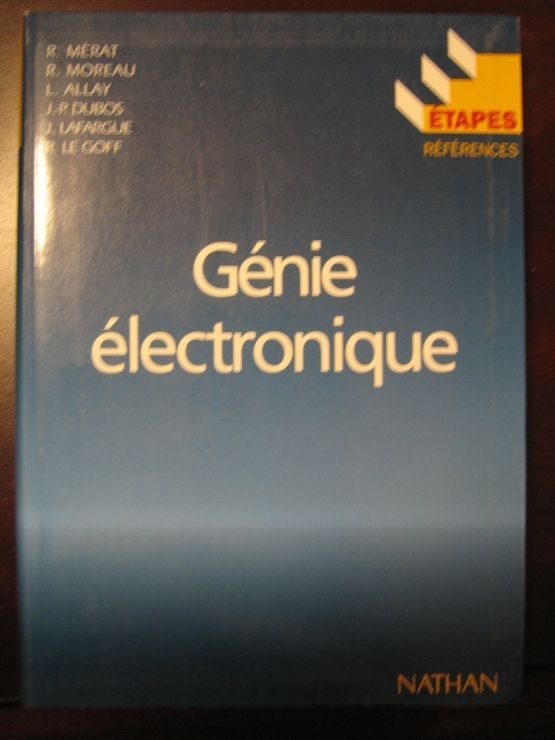 R. MÉRAT
R. MOREAU
L. ALLAY
J.-P. DUBOS
J. LAFARGUE
R. LE GOFF
ÉTAPES
RÉFÉRENCES
Génie
électronique
NATHAN